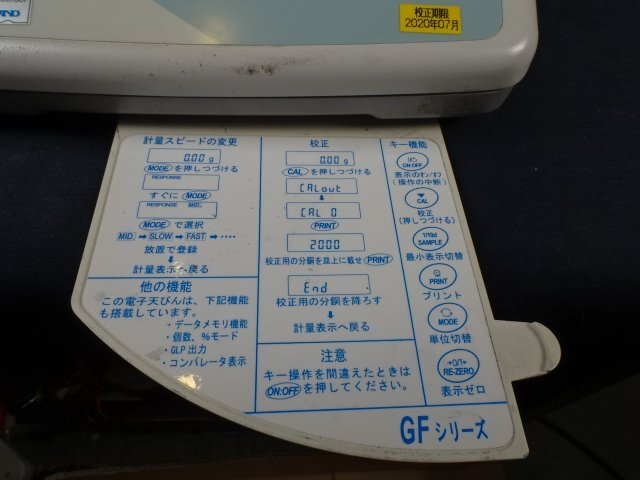 AND
校正期限
2020年07月
計量スピードの変更
0.00 g
MODE を押しつづける
RESPONSE
すぐに MODE
RESPONSE MID.
MODE で選択
MID. ➡ SLOW ➡ FAST ➡ ････
放置で登録
計量表示へ戻る
他の機能
この電子天びんは、下記機能
も搭載しています。
・データメモリ機能
・個数、%モード
・GLP 出力
・コンパレータ表示
校正
0.00 g
CAL を押しつづける
CALout
CAL 0
PRINT
2000
校正用の分銅を皿上に載せ PRINT
End
校正用の分銅を降ろす
計量表示へ戻る
注意
キー操作を間違えたときは
ON:OFF を押してください。
キー機能
I/O
ON:OFF
表示のオン/オフ
(操作の中断)
CAL
校正
(押しつづける)
1/10d
SAMPLE
最小表示切替
PRINT
プリント
MODE
単位切替
→0/T←
RE-ZERO
表示ゼロ
GF シリーズ